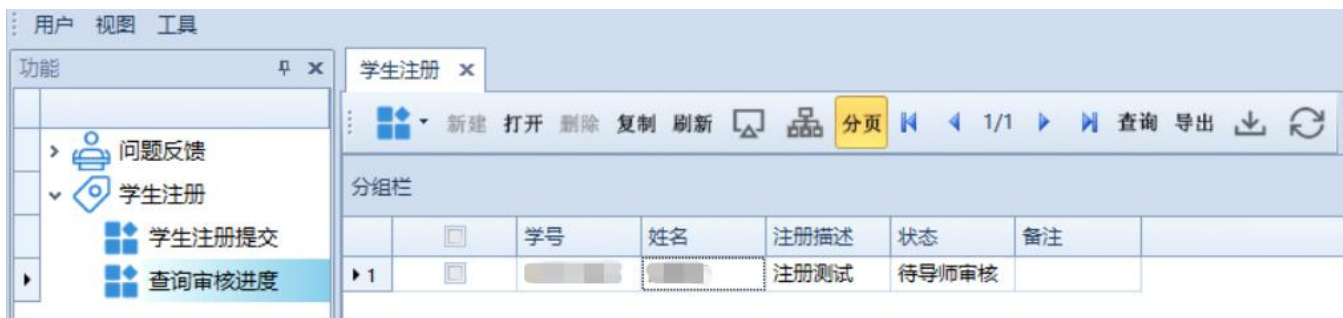 用户 视图 工具
功能
学生注册
新建 打开 删除 复制 刷新 分页 1/1 查询 导出
问题反馈
学生注册
学生注册提交
查询审核进度
分组栏
学号 姓名 注册描述 状态 备注
1 注册测试 待导师审核